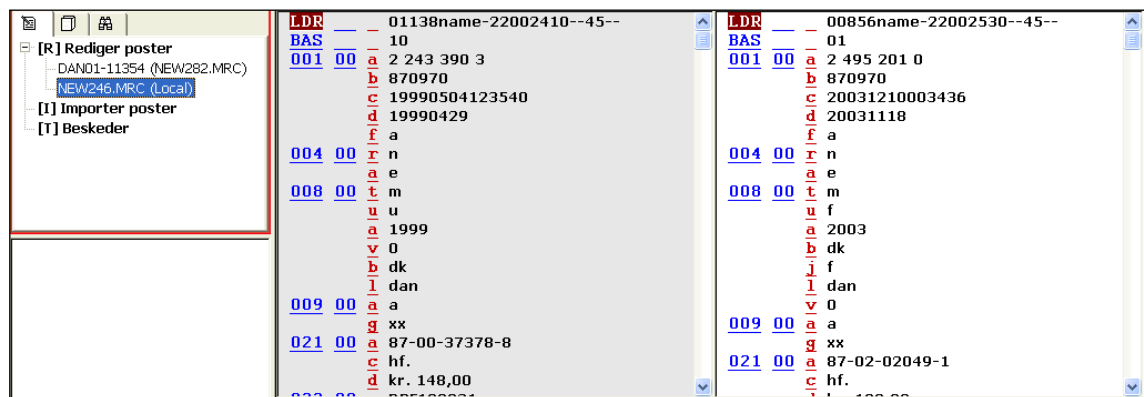 [R] Rediger poster
DAN01-11354 (NEW282.MRC)
NEW246.MRC (Local)
[I] Importer poster
[T] Beskeder
LDR 01138name-22002410--45--
BAS __ _ 10
001 00 a 2 243 390 3
b 870970
c 19990504123540
d 19990429
f a
004 00 r n
a e
008 00 t m
u u
a 1999
v 0
b dk
l dan
009 00 a a
g xx
021 00 a 87-00-37378-8
c hf.
d kr. 148,00
LDR 00856name-22002530--45--
BAS __ _ 01
001 00 a 2 495 201 0
b 870970
c 20031210003436
d 20031118
f a
004 00 r n
a e
008 00 t m
u f
a 2003
b dk
j f
l dan
v 0
009 00 a a
g xx
021 00 a 87-02-02049-1
c hf.